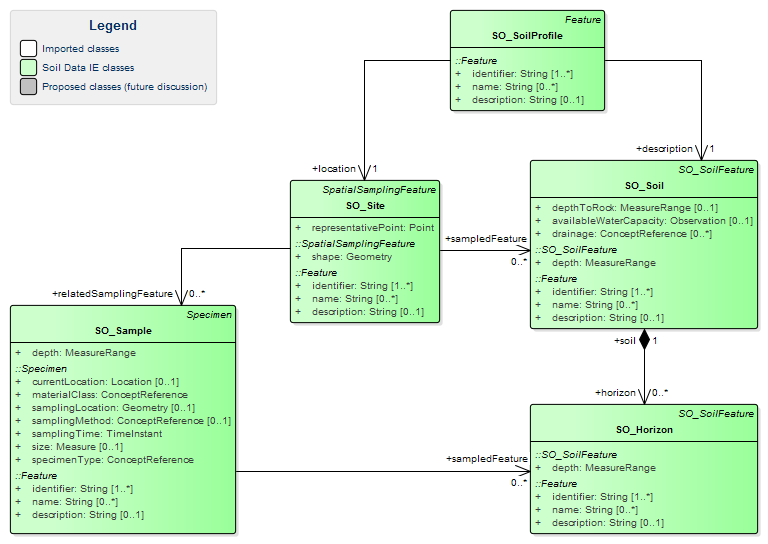 Legend
Imported classes
Soil Data IE classes
Proposed classes (future discussion)
Feature
SO_SoilProfile
::Feature
+ identifier: String [1..*]
+ name: String [0..*]
+ description: String [0..1]
+location
1
+description
1
SpatialSamplingFeature
SO_Site
+ representativePoint: Point
::SpatialSamplingFeature
+ shape: Geometry
::Feature
+ identifier: String [1..*]
+ name: String [0..*]
+ description: String [0..1]
+sampledFeature
0..*
SO_SoilFeature
SO_Soil
+ depthToRock: MeasureRange [0..1]
+ availableWaterCapacity: Observation [0..1]
+ drainage: ConceptReference [0..*]
::SO_SoilFeature
+ depth: MeasureRange
::Feature
+ identifier: String [1..*]
+ name: String [0..*]
+ description: String [0..1]
+relatedSamplingFeature
0..*
Specimen
SO_Sample
+ depth: MeasureRange
::Specimen
+ currentLocation: Location [0..1]
+ materialClass: ConceptReference
+ samplingLocation: Geometry [0..1]
+ samplingMethod: ConceptReference [0..1]
+ samplingTime: TimeInstant
+ size: Measure [0..1]
+ specimenType: ConceptReference
::Feature
+ identifier: String [1..*]
+ name: String [0..*]
+ description: String [0..1]
+soil
1
+horizon
0..*
+sampledFeature
0..*
SO_SoilFeature
SO_Horizon
::SO_SoilFeature
+ depth: MeasureRange
::Feature
+ identifier: String [1..*]
+ name: String [0..*]
+ description: String [0..1]